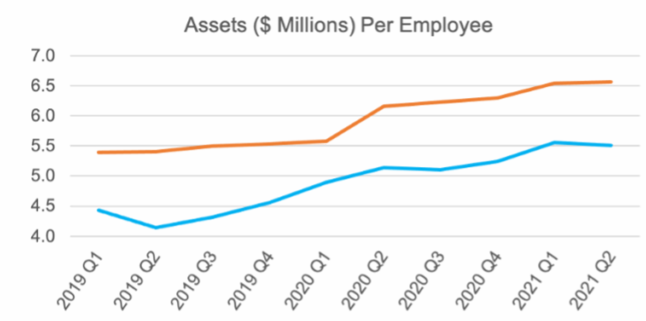 Assets ($ Millions) Per Employee
7.0
6.5
6.0
5.5
5.0
4.5
4.0
2019 Q1
2019 Q2
2019 Q3
2019 Q4
2020 Q1
2020 Q2
2020 Q3
2020 Q4
2021 Q1
2021 Q2